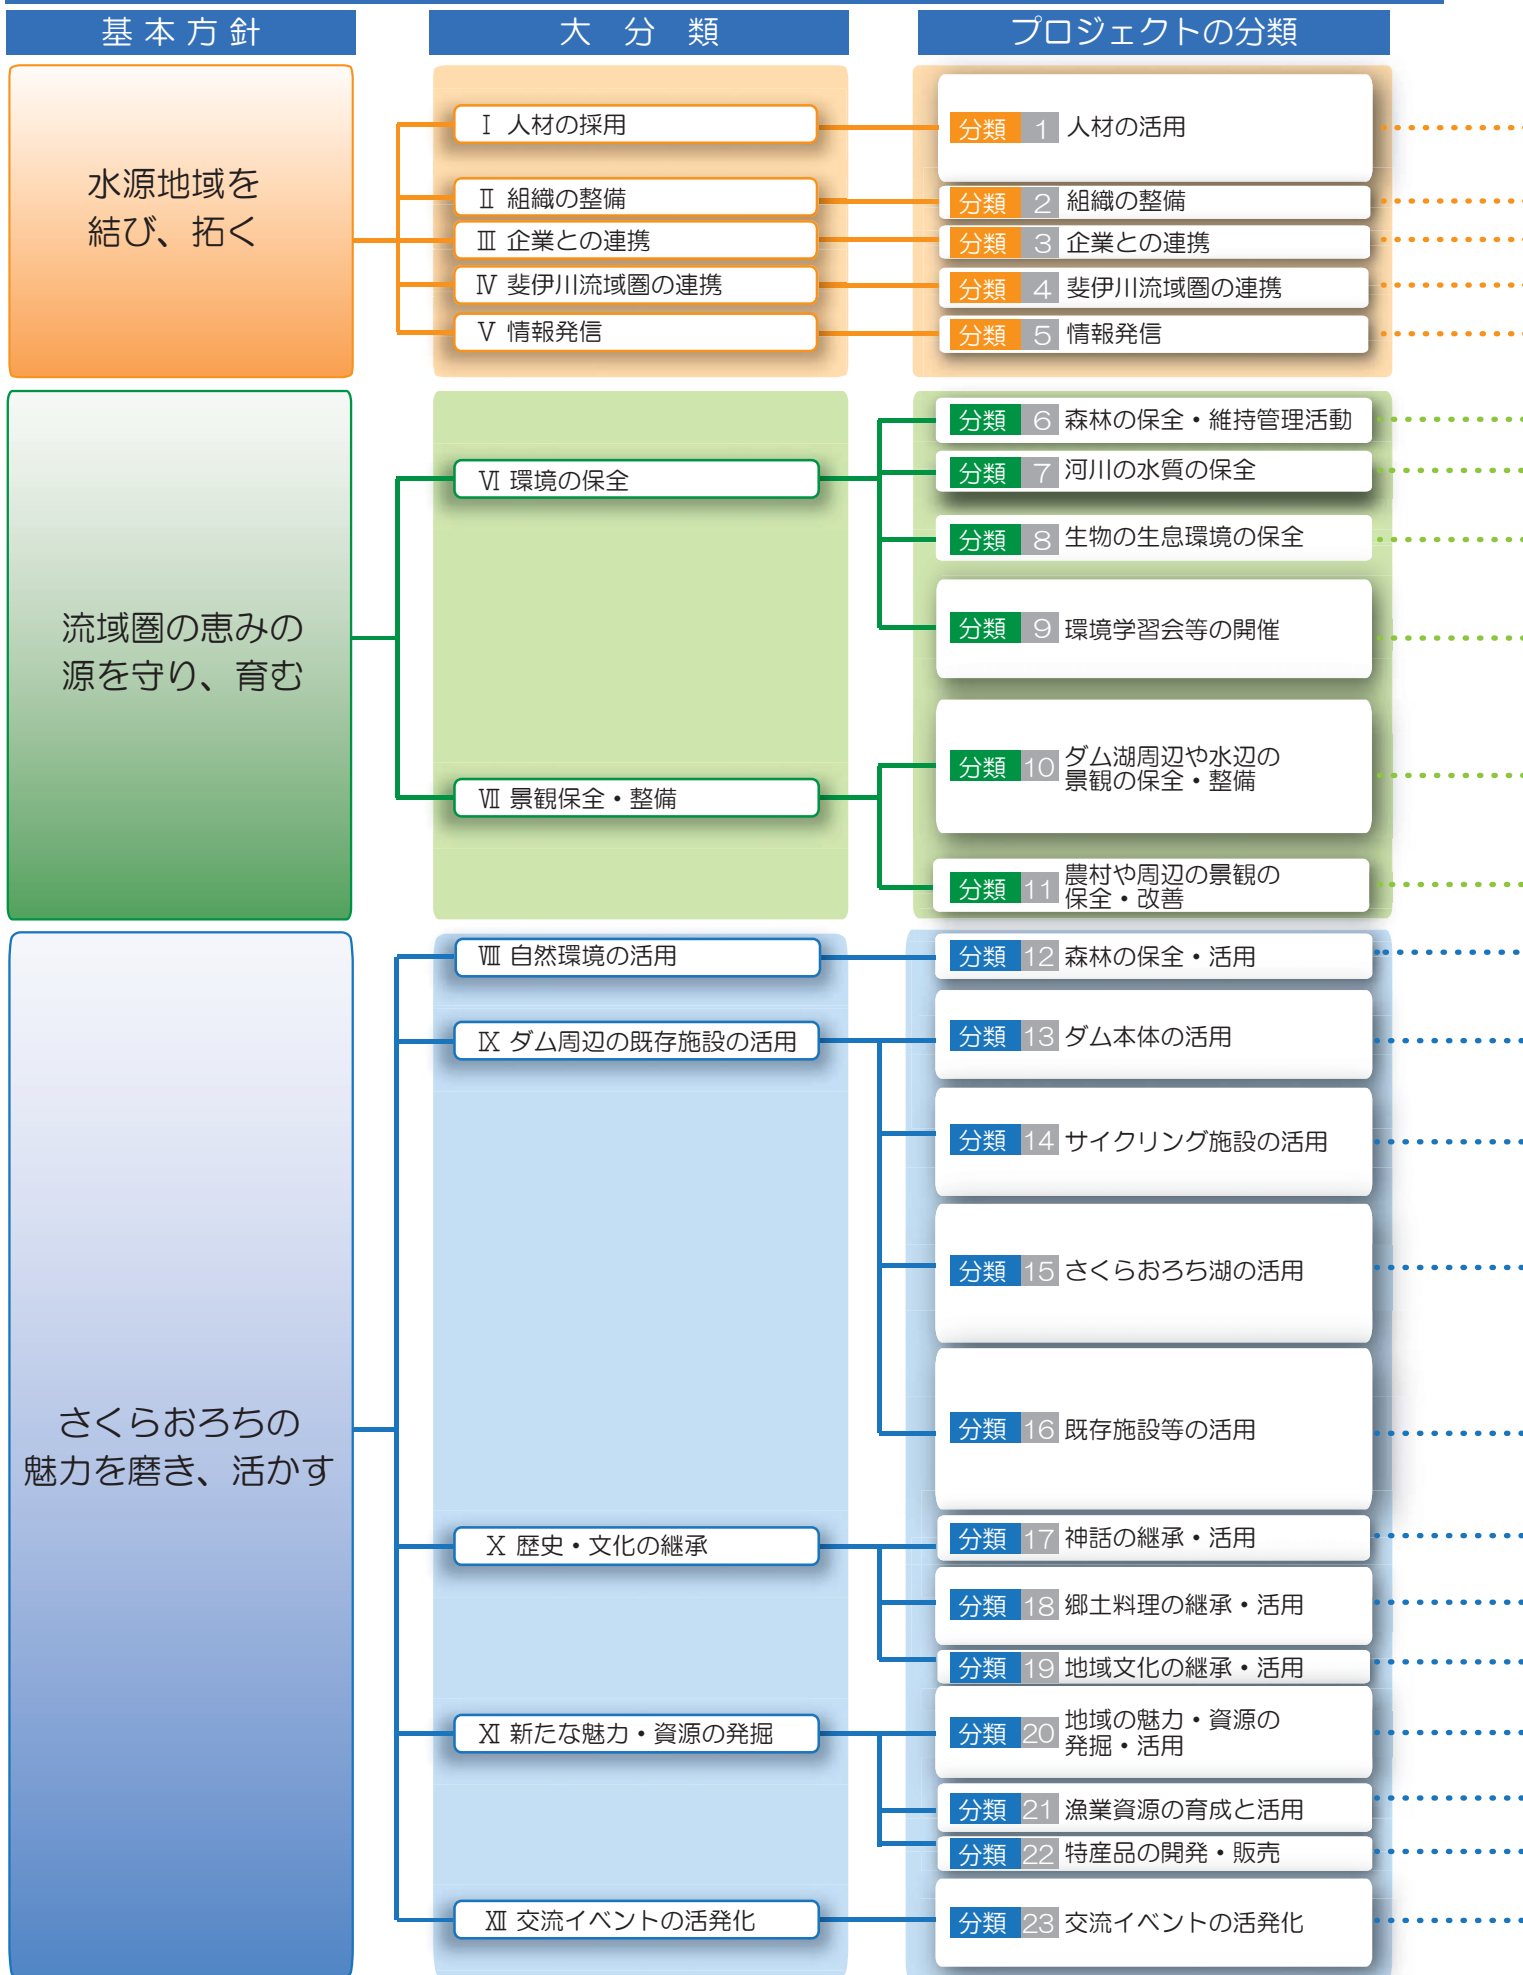 基本方針
大分類
プロジェクトの分類
水源地域を
結び、拓く
Ⅰ 人材の採用
Ⅱ 組織の整備
Ⅲ 企業との連携
Ⅳ 斐伊川流域圏の連携
Ⅴ 情報発信
分類 1 人材の活用
分類 2 組織の整備
分類 3 企業との連携
分類 4 斐伊川流域圏の連携
分類 5 情報発信
流域圏の恵みの
源を守り、育む
Ⅵ 環境の保全
Ⅶ 景観保全・整備
分類 6 森林の保全・維持管理活動
分類 7 河川の水質の保全
分類 8 生物の生息環境の保全
分類 9 環境学習会等の開催
分類 10 ダム湖周辺や水辺の
景観の保全・整備
分類 11 農村や周辺の景観の
保全・改善
さくらおろちの
魅力を磨き、活かす
Ⅷ 自然環境の活用
Ⅸ ダム周辺の既存施設の活用
Ⅹ 歴史・文化の継承
Ⅺ 新たな魅力・資源の発掘
Ⅻ 交流イベントの活発化
分類 12 森林の保全・活用
分類 13 ダム本体の活用
分類 14 サイクリング施設の活用
分類 15 さくらおろち湖の活用
分類 16 既存施設等の活用
分類 17 神話の継承・活用
分類 18 郷土料理の継承・活用
分類 19 地域文化の継承・活用
分類 20 地域の魅力・資源の
発掘・活用
分類 21 漁業資源の育成と活用
分類 22 特産品の開発・販売
分類 23 交流イベントの活発化